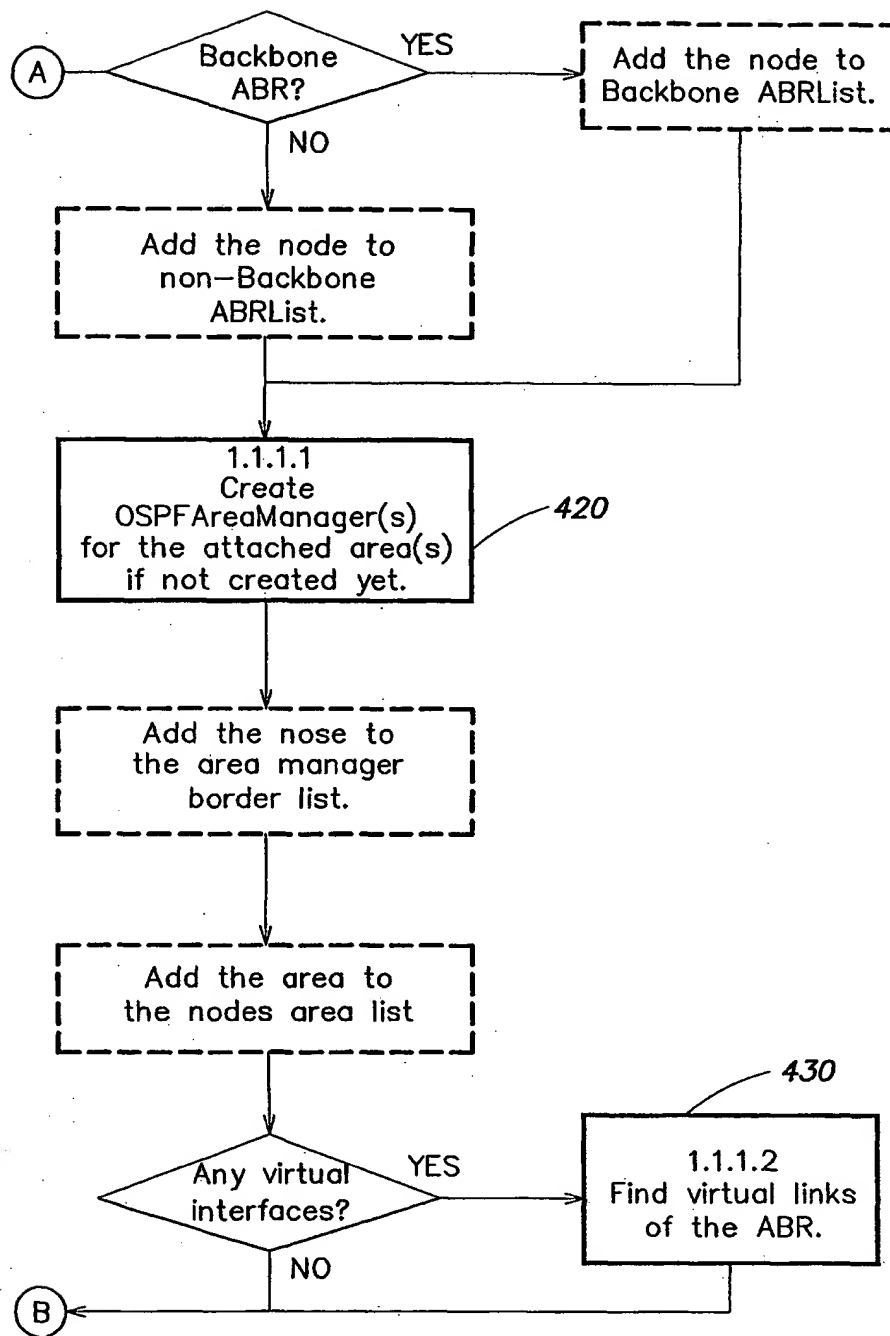 A
Backbone
ABR?
YES
Add the node to
Backbone ABRList.
NO
Add the node to
non-Backbone
ABRList.
1.1.1.1
Create
OSPFAreaManager(s)
for the attached area(s)
if not created yet.
420
Add the nose to
the area manager
border list.
Add the area to
the nodes area list
430
Any virtual
interfaces?
YES
1.1.1.2
Find virtual links
of the ABR.
NO
B